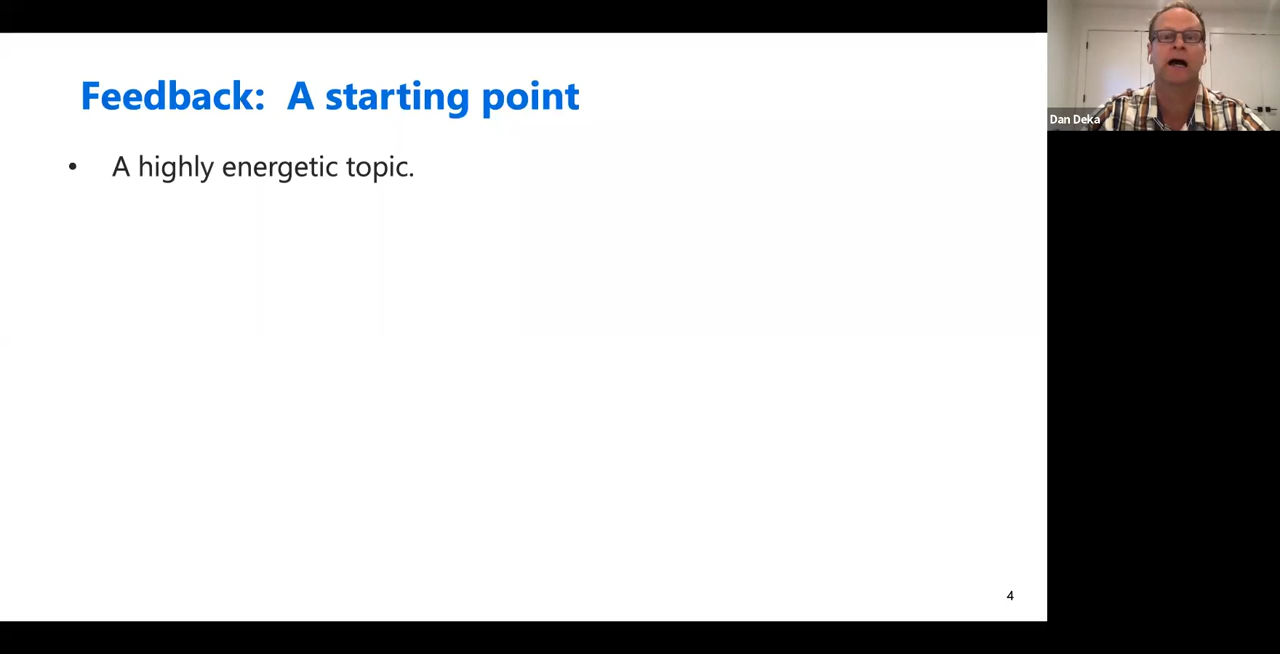 Feedback:  A starting point
• A highly energetic topic.
Dan Deka
4